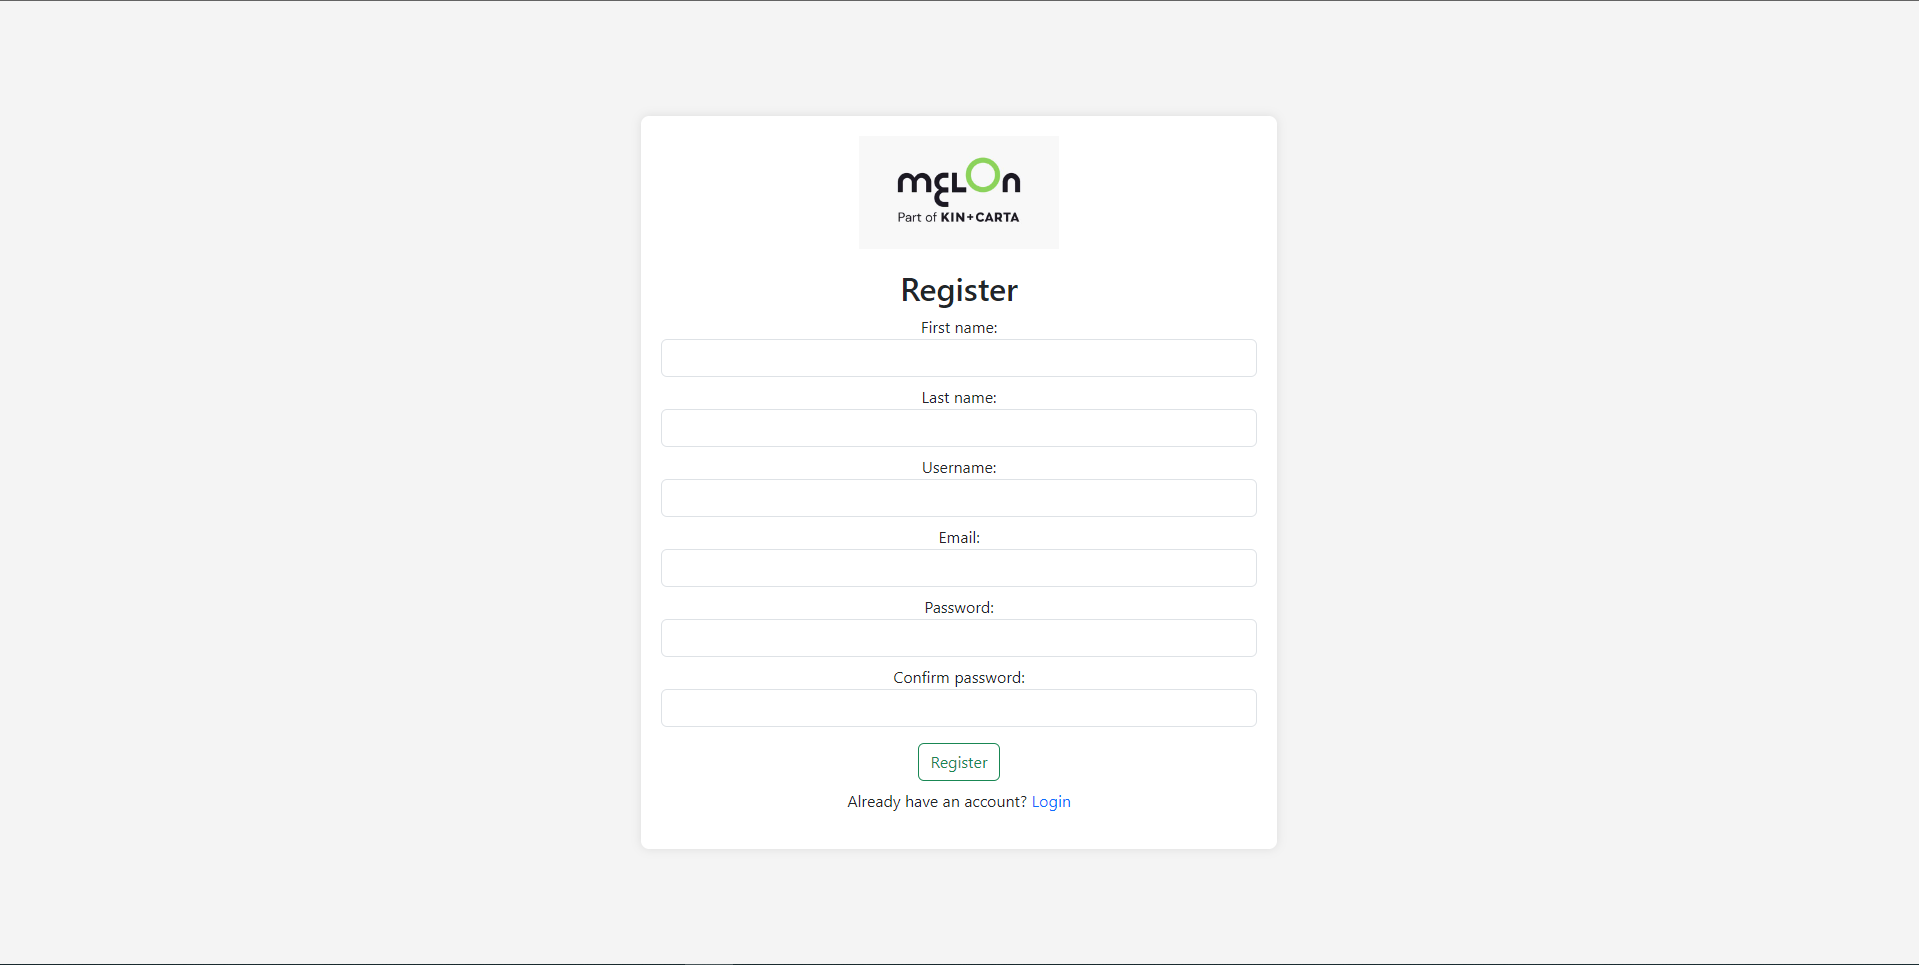 melon
Part of KIN+CARTA
Register
First name:
Last name:
Username:
Email:
Password:
Confirm password:
Register
Already have an account? Login